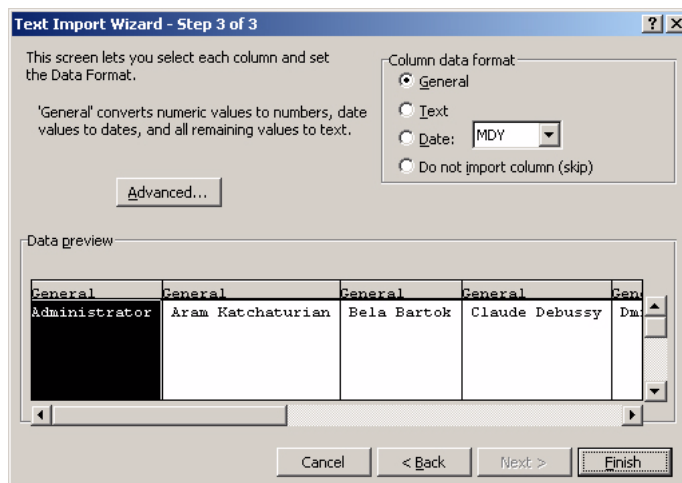 Text Import Wizard - Step 3 of 3
This screen lets you select each column and set
the Data Format.
'General' converts numeric values to numbers, date
values to dates, and all remaining values to text.
Advanced...
Column data format
General
Text
Date: MDY
Do not import column (skip)
Data preview
General General General General Gen
Administrator Aram Katchaturian Bela Bartok Claude Debussy Dm
Cancel < Back Next > Finish